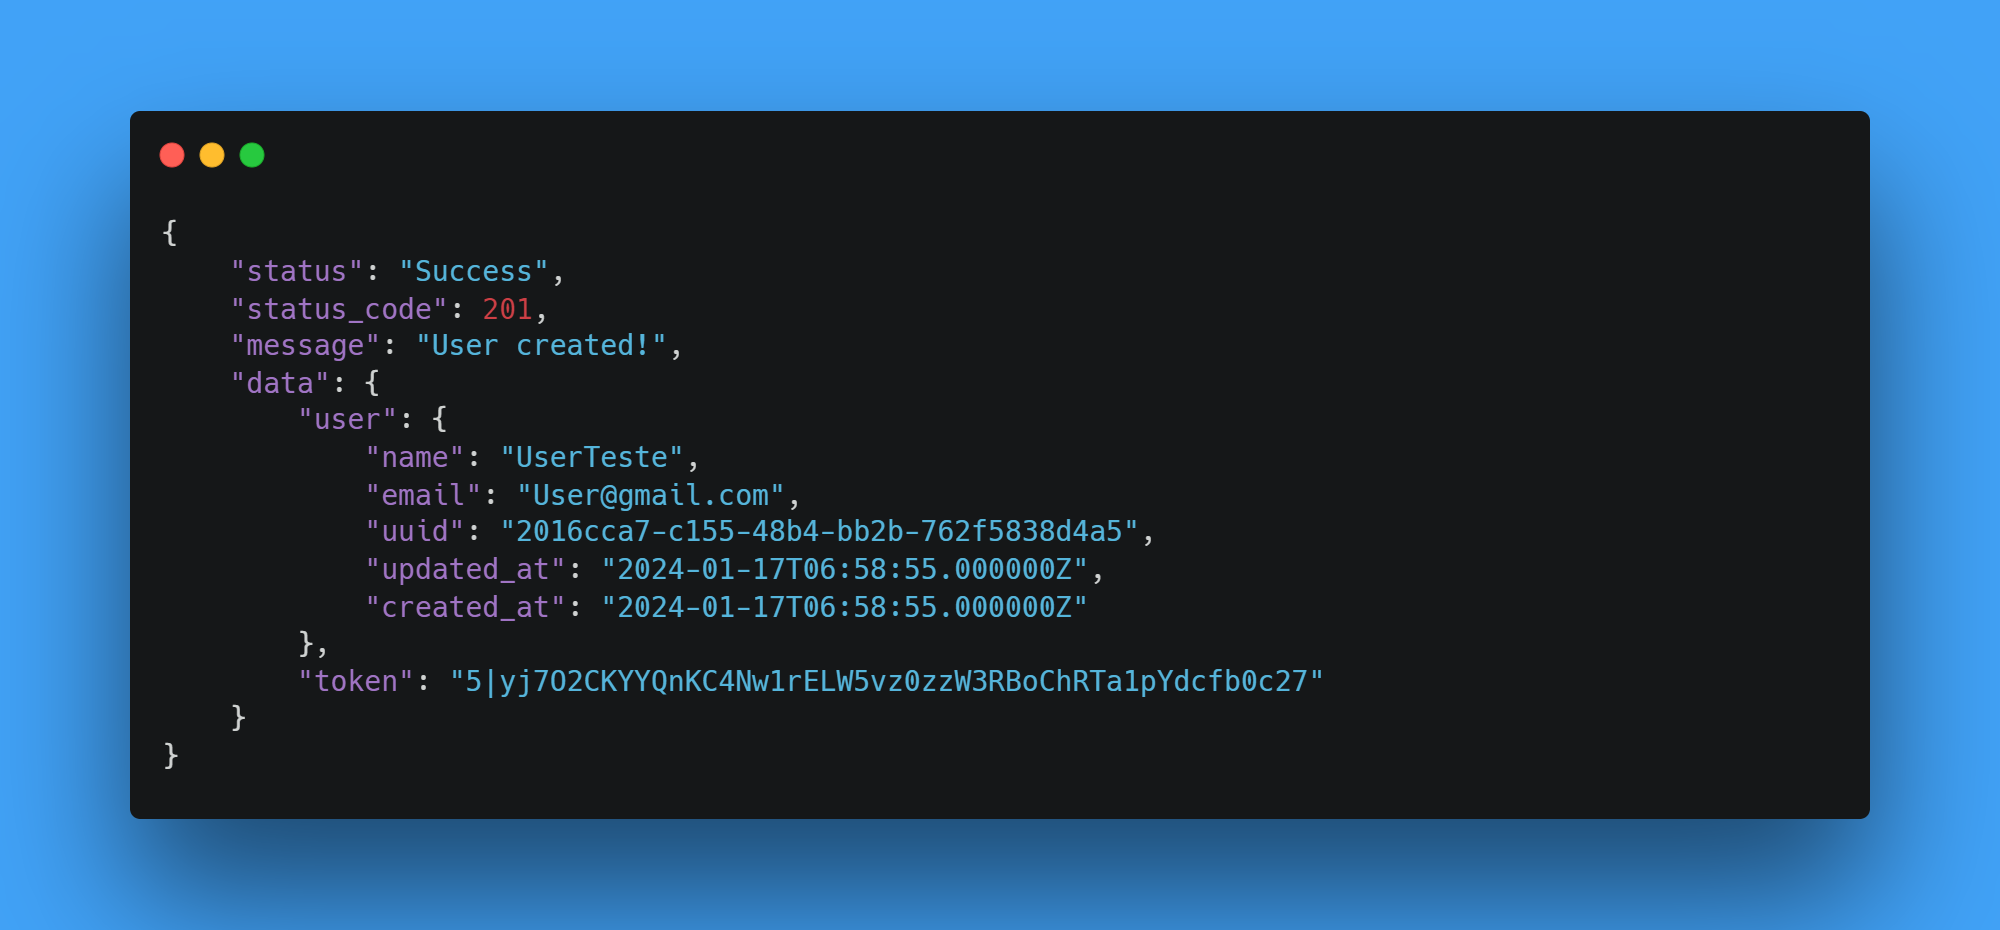 {
    "status": "Success",
    "status_code": 201,
    "message": "User created!",
    "data": {
        "user": {
            "name": "UserTeste",
            "email": "User@gmail.com",
            "uuid": "2016cca7-c155-48b4-bb2b-762f5838d4a5",
            "updated_at": "2024-01-17T06:58:55.000000Z",
            "created_at": "2024-01-17T06:58:55.000000Z"
        },
        "token": "5|yj7O2CKYYQnKC4Nw1rELW5vz0zzW3RBoChRTa1pYdcfb0c27"
    }
}